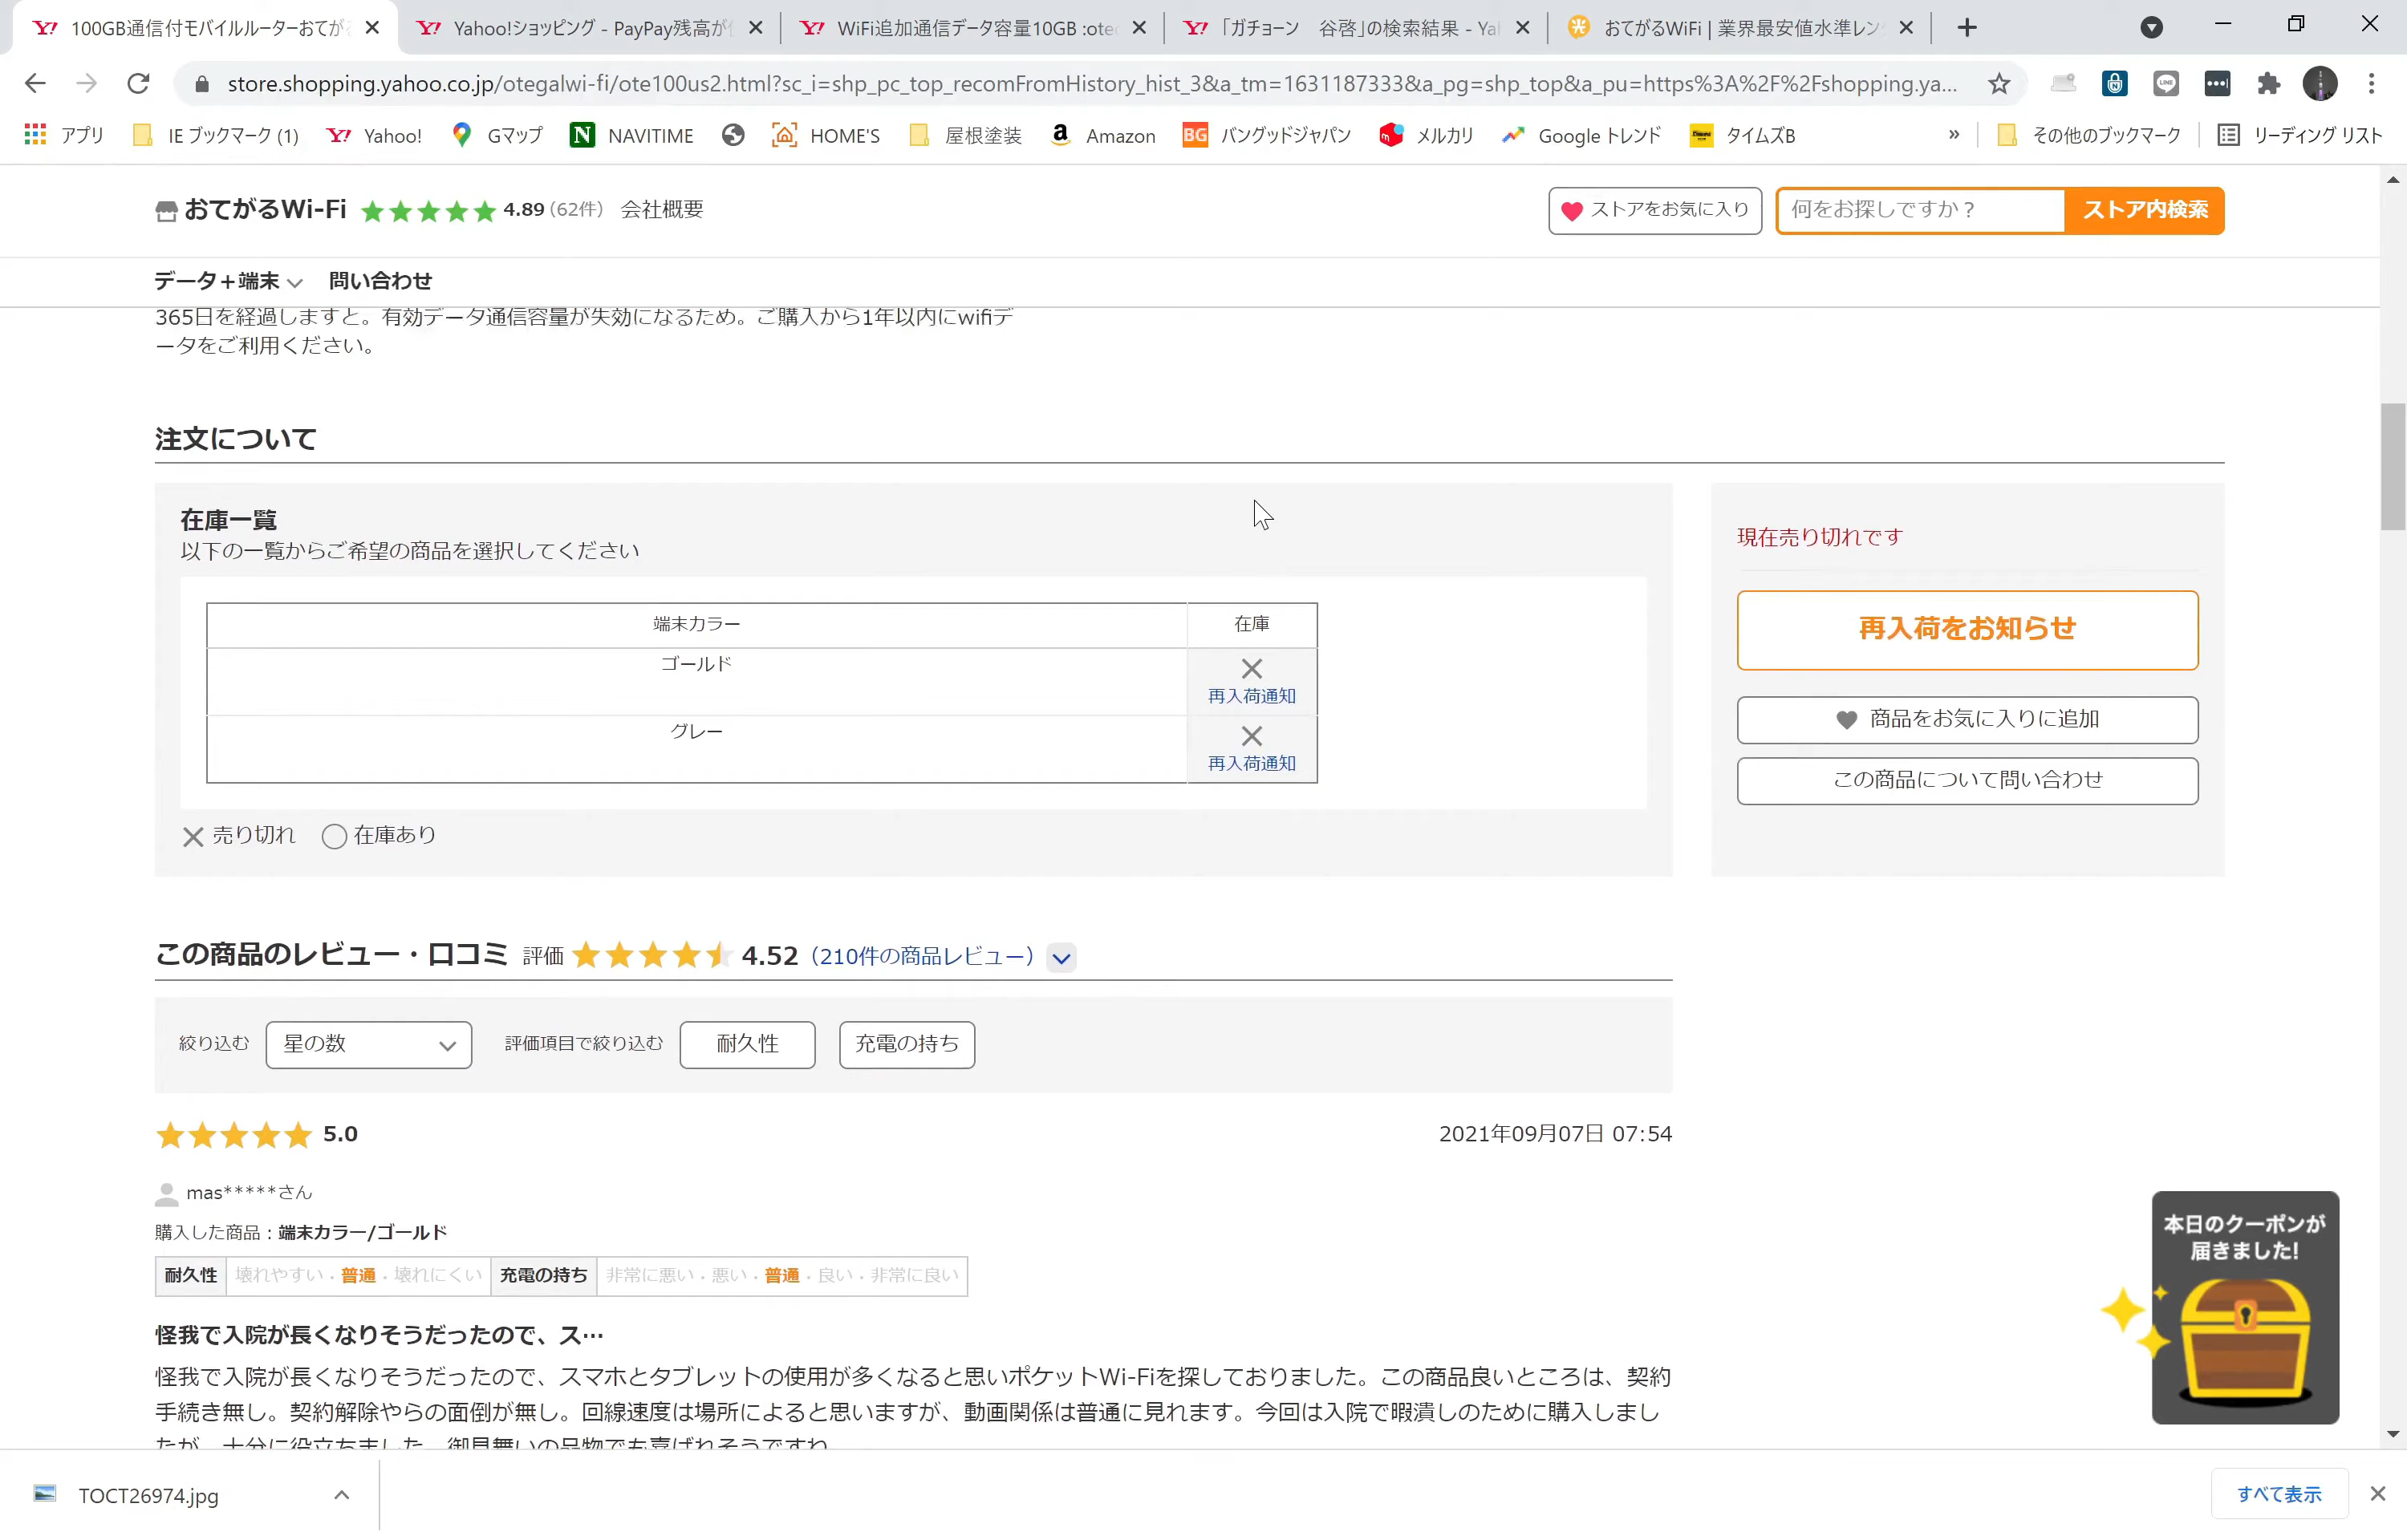 100GB通信付モバイルルーターおてが
Yahoo!ショッピング - PayPay残高が
WiFi追加通信データ容量10GB :ote
「ガチョーン　谷啓」の検索結果 - Ya
おてがるWiFi | 業界最安値水準レン
store.shopping.yahoo.co.jp/otegalwi-fi/ote100us2.html?sc_i=shp_pc_top_recomFromHistory_hist_3&a_tm=1631187333&a_pg=shp_top&a_pu=https%3A%2F%2Fshopping.ya...
アプリ IE ブックマーク (1) Yahoo! Gマップ NAVITIME HOME'S 屋根塗装 Amazon バングッドジャパン メルカリ Google トレンド タイムズB » その他のブックマーク リーディング リスト
おてがるWi-Fi 4.89 (62件) 会社概要
ストアをお気に入り
何をお探しですか？ ストア内検索
データ＋端末 問い合わせ
365日を経過しますと。有効データ通信容量が失効になるため。ご購入から1年以内にwifiデ
ータをご利用ください。
注文について
在庫一覧
以下の一覧からご希望の商品を選択してください
端末カラー 在庫
ゴールド
再入荷通知
グレー
再入荷通知
売り切れ 在庫あり
現在売り切れです
再入荷をお知らせ
商品をお気に入りに追加
この商品について問い合わせ
この商品のレビュー・口コミ 評価 4.52 (210件の商品レビュー)
絞り込む 星の数 評価項目で絞り込む 耐久性 充電の持ち
5.0 2021年09月07日 07:54
mas*****さん
購入した商品：端末カラー/ゴールド
耐久性 壊れやすい・普通・壊れにくい 充電の持ち 非常に悪い・悪い・普通・良い・非常に良い
怪我で入院が長くなりそうだったので、ス…
怪我で入院が長くなりそうだったので、スマホとタブレットの使用が多くなると思いポケットWi-Fiを探しておりました。この商品良いところは、契約
手続き無し。契約解除やらの面倒が無し。回線速度は場所によると思いますが、動画関係は普通に見れます。今回は入院で暇潰しのために購入しまし
たが、十分に役立ちました。御見舞いの品物でも喜ばれそうですね
本日のクーポンが
届きました!
TOCT26974.jpg
すべて表示